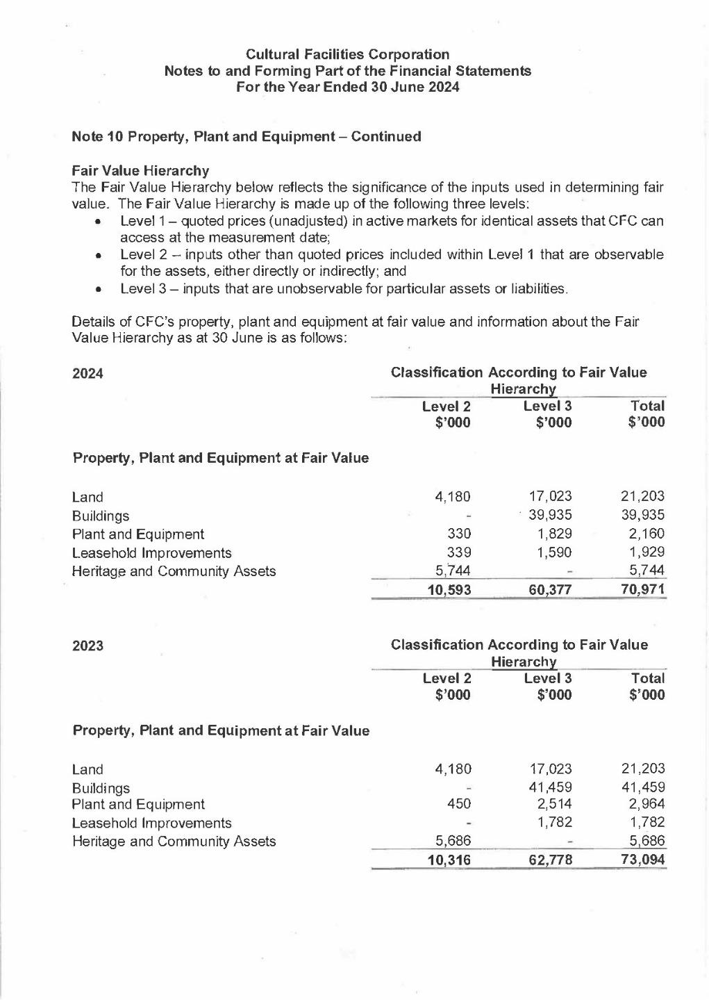 Cultural Facilities Corporation
Notes to and Forming Part of the Financial Statements
For the Year Ended 30 June 2024
Note 10 Property, Plant and Equipment – Continued
Fair Value Hierarchy
The Fair Value Hierarchy below reflects the significance of the inputs used in determining fair
value. The Fair Value Hierarchy is made up of the following three levels:
• Level 1 – quoted prices (unadjusted) in active markets for identical assets that CFC can
access at the measurement date;
• Level 2 – inputs other than quoted prices included within Level 1 that are observable
for the assets, either directly or indirectly; and
• Level 3 – inputs that are unobservable for particular assets or liabilities.
Details of CFC's property, plant and equipment at fair value and information about the Fair
Value Hierarchy as at 30 June is as follows:
2024 Classification According to Fair Value
Hierarchy
Level 2 Level 3 Total
$'000 $'000 $'000
Property, Plant and Equipment at Fair Value
Land 4,180 17,023 21,203
Buildings - 39,935 39,935
Plant and Equipment 330 1,829 2,160
Leasehold Improvements 339 1,590 1,929
Heritage and Community Assets 5,744 - 5,744
10,593 60,377 70,971
2023 Classification According to Fair Value
Hierarchy
Level 2 Level 3 Total
$'000 $'000 $'000
Property, Plant and Equipment at Fair Value
Land 4,180 17,023 21,203
Buildings - 41,459 41,459
Plant and Equipment 450 2,514 2,964
Leasehold Improvements - 1,782 1,782
Heritage and Community Assets 5,686 - 5,686
10,316 62,778 73,094